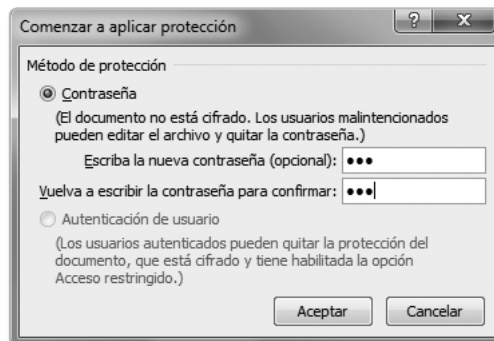 Comenzar a aplicar protección
Método de protección
Contraseña
(El documento no está cifrado. Los usuarios malintencionados
pueden editar el archivo y quitar la contraseña.)
Escriba la nueva contraseña (opcional): •••
Vuelva a escribir la contraseña para confirmar: •••
Autenticación de usuario
(Los usuarios autenticados pueden quitar la protección del
documento, que está cifrado y tiene habilitada la opción
Acceso restringido.)
Aceptar Cancelar